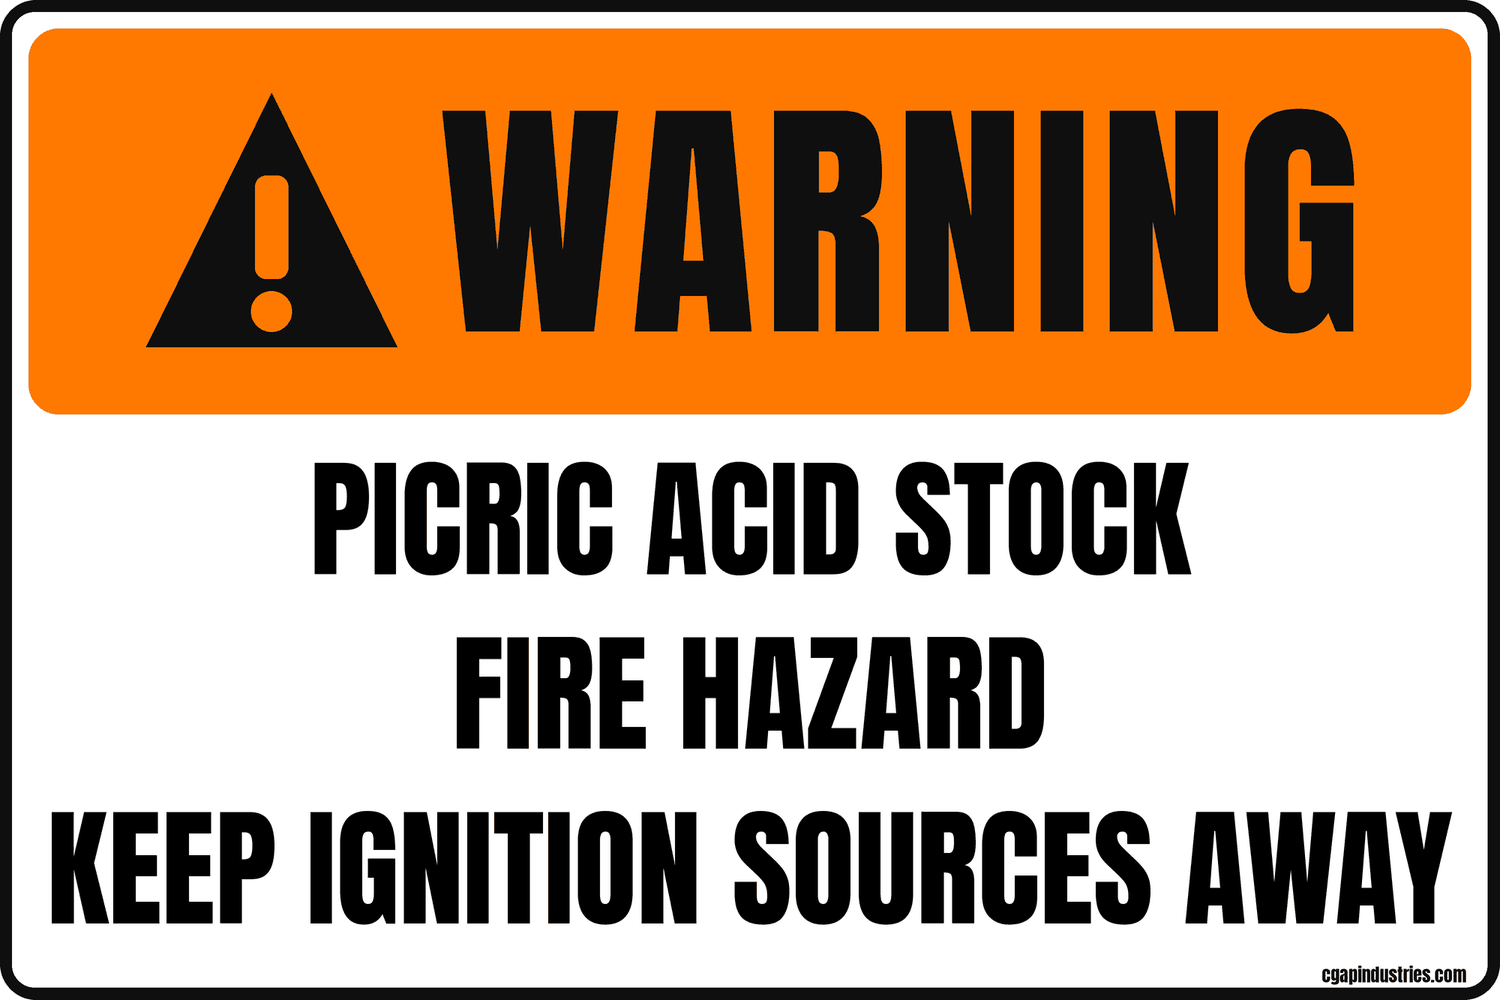 WARNING
PICRIC ACID STOCK
FIRE HAZARD
KEEP IGNITION SOURCES AWAY
cgapindustries.com